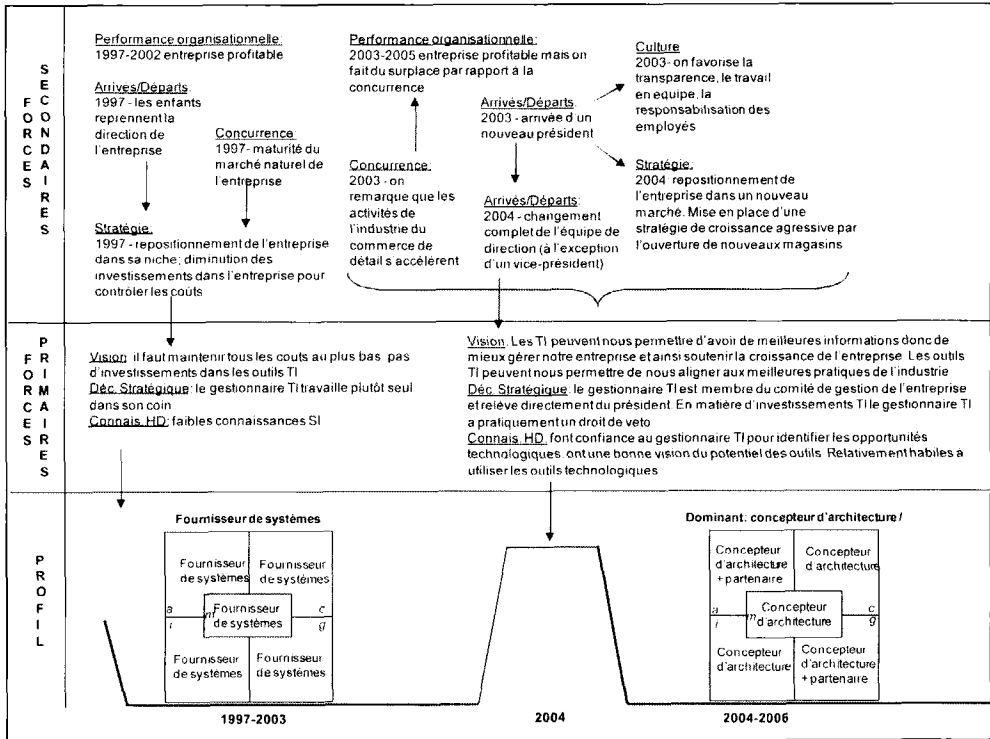 FORCES
SECONDAIRES
Performance organisationnelle:
1997-2002 entreprise profitable
Arrivés/Départs.
1997 - les enfants
reprennent la
direction de
l'entreprise
Concurrence:
1997- maturité du
marché naturel de
l'entreprise
Stratégie:
1997 - repositionnement de l'entreprise
dans sa niche; diminution des
investissements dans l'entreprise pour
contrôler les coûts
Performance organisationnelle:
2003-2005 entreprise profitable mais on
fait du surplace par rapport à la
concurrence
Concurrence:
2003 - on
remarque que les
activités de
l'industrie du
commerce de
détail s'accélèrent
Arrivés/Départs.
2003 - arrivée d'un
nouveau président
Arrivés/Départs:
2004 - changement
complet de l'équipe de
direction (à l'exception
d'un vice-président)
Culture
2003- on favorise la
transparence, le travail
en equipe, la
responsabilisation des
employés
Stratégie:
2004: repositionnement de
l'entreprise dans un nouveau
marché. Mise en place d'une
stratégie de croissance agressive par
l'ouverture de nouveaux magasins
FORCES
PRIMAIRES
Vision: il faut maintenir tous les couts au plus bas pas
d'investissements dans les outils TI
Déc. Stratégique: le gestionnaire TI travaille plutôt seul
dans son coin
Connais. HD: faibles connaissances SI
Vision. Les TI peuvent nous permettre d'avoir de meilleures informations donc de
mieux gérer notre entreprise et ainsi soutenir la croissance de l'entreprise. Les outils
TI peuvent nous permettre de nous aligner aux meilleures pratiques de l'industrie
Déc. Stratégique: le gestionnaire TI est membre du comité de gestion de l'entreprise
et relève directement du président. En matière d'investissements TI le gestionnaire TI
a pratiquement un droit de veto
Connais. HD: font confiance au gestionnaire TI pour identifier les opportunités
technologiques. ont une bonne vision du potentiel des outils. Relativement habiles à
utiliser les outils technologiques
PROFIL
Fournisseur de systèmes
Fournisseur
de systèmes
Fournisseur
de systèmes
a
i
m
Fournisseur
de systèmes
c
g
Fournisseur
de systèmes
Fournisseur
de systèmes
1997-2003
2004
Dominant: concepteur d'architecture /
Concepteur
d'architecture
+ partenaire
Concepteur
d'architecture
a
i
m
Concepteur
d'architecture
c
g
Concepteur
d'architecture
Concepteur
d'architecture
+ partenaire
2004-2006